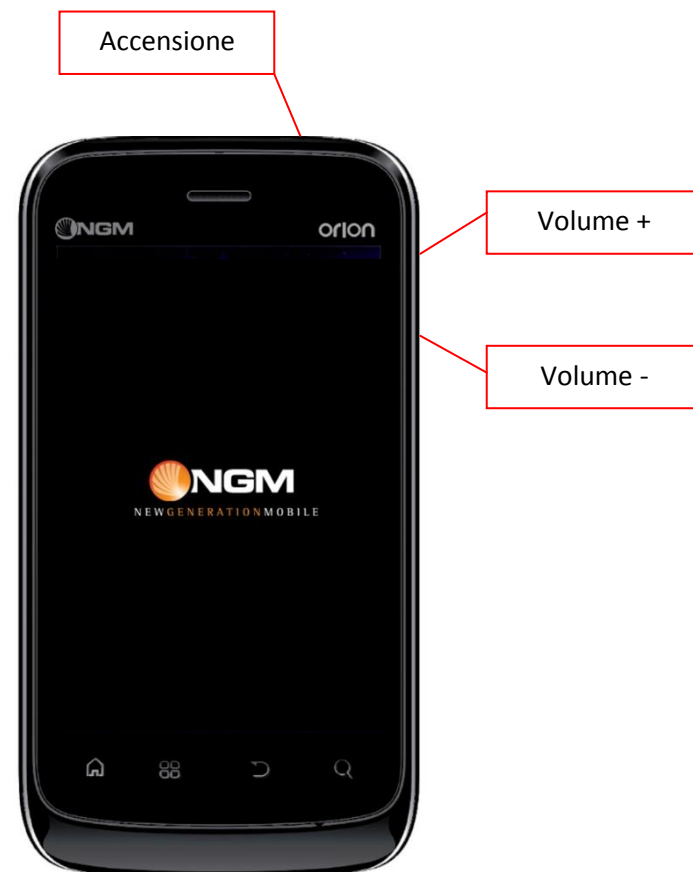 Accensione
NGM
orion
Volume +
Volume -
NGM
NEWGENERATIONMOBILE